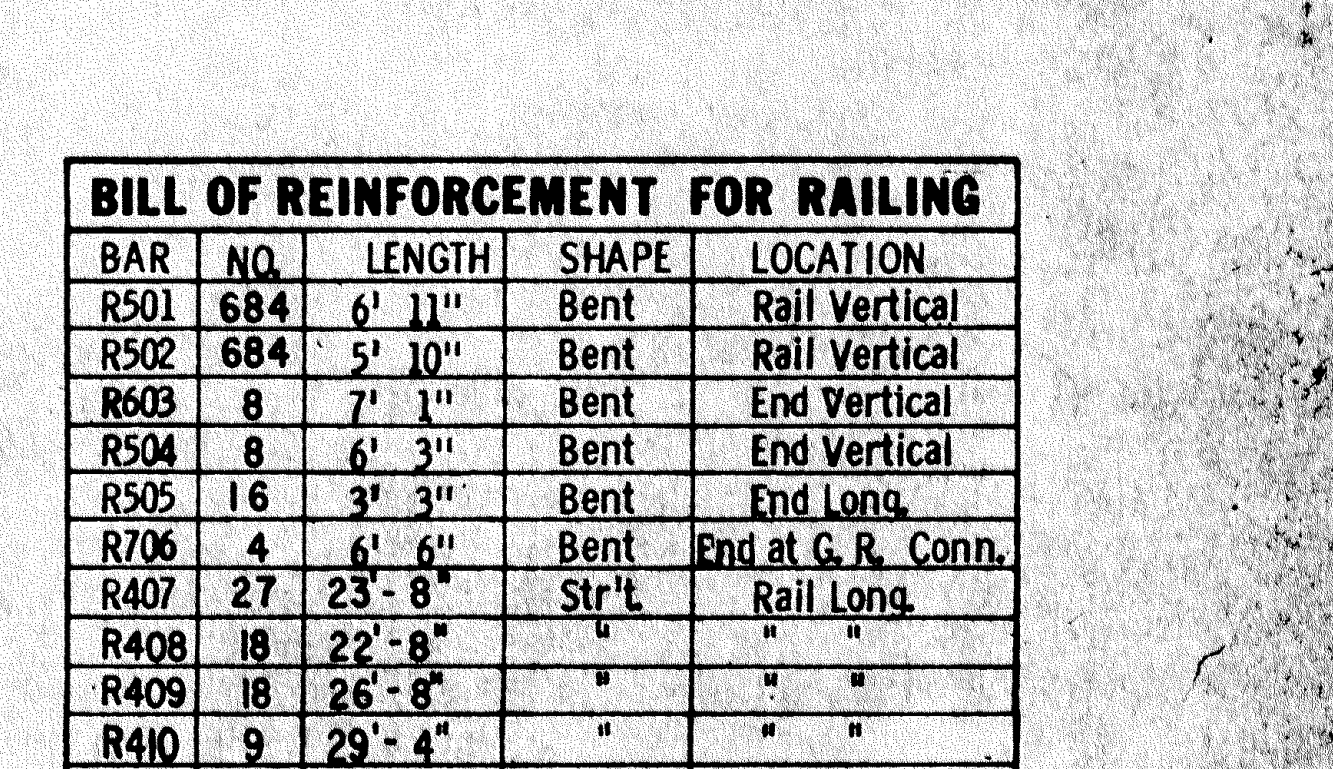 BILL OF REINFORCEMENT FOR RAILING
BAR NO. LENGTH SHAPE LOCATION
R501 684 6' 11" Bent Rail Vertical
R502 684 5' 10" Bent Rail Vertical
R603 8 7' 1" Bent End Vertical
R504 8 6' 3" Bent End Vertical
R505 16 3' 3" Bent End Long.
R706 4 6' 6" Bent End at G. R. Conn.
R407 27 23'-8" Str't. Rail Long.
R408 18 22'-8" " " "
R409 18 26'-8" " " "
R410 9 29'-4" " " "